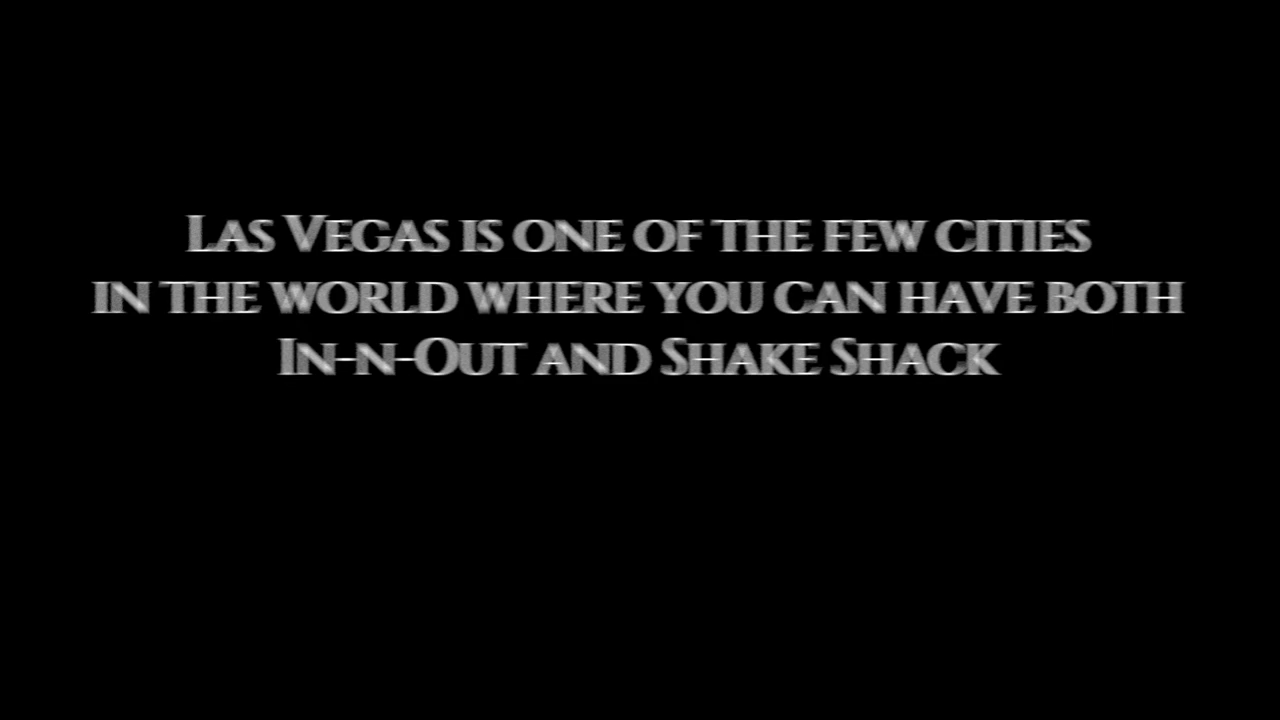 Las Vegas is one of the few cities
in the world where you can have both
In-n-Out and Shake Shack